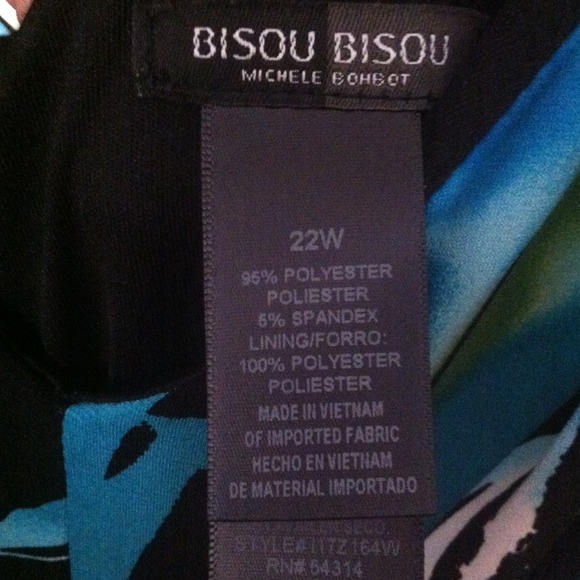 BISOU BISOU
MICHELE BOHBOT
22W
95% POLYESTER
POLIESTER
5% SPANDEX
LINING/FORRO:
100% POLYESTER
POLIESTER
MADE IN VIETNAM
OF IMPORTED FABRIC
HECHO EN VIETNAM
DE MATERIAL IMPORTADO
STYLE#I17Z164W
RN#54314